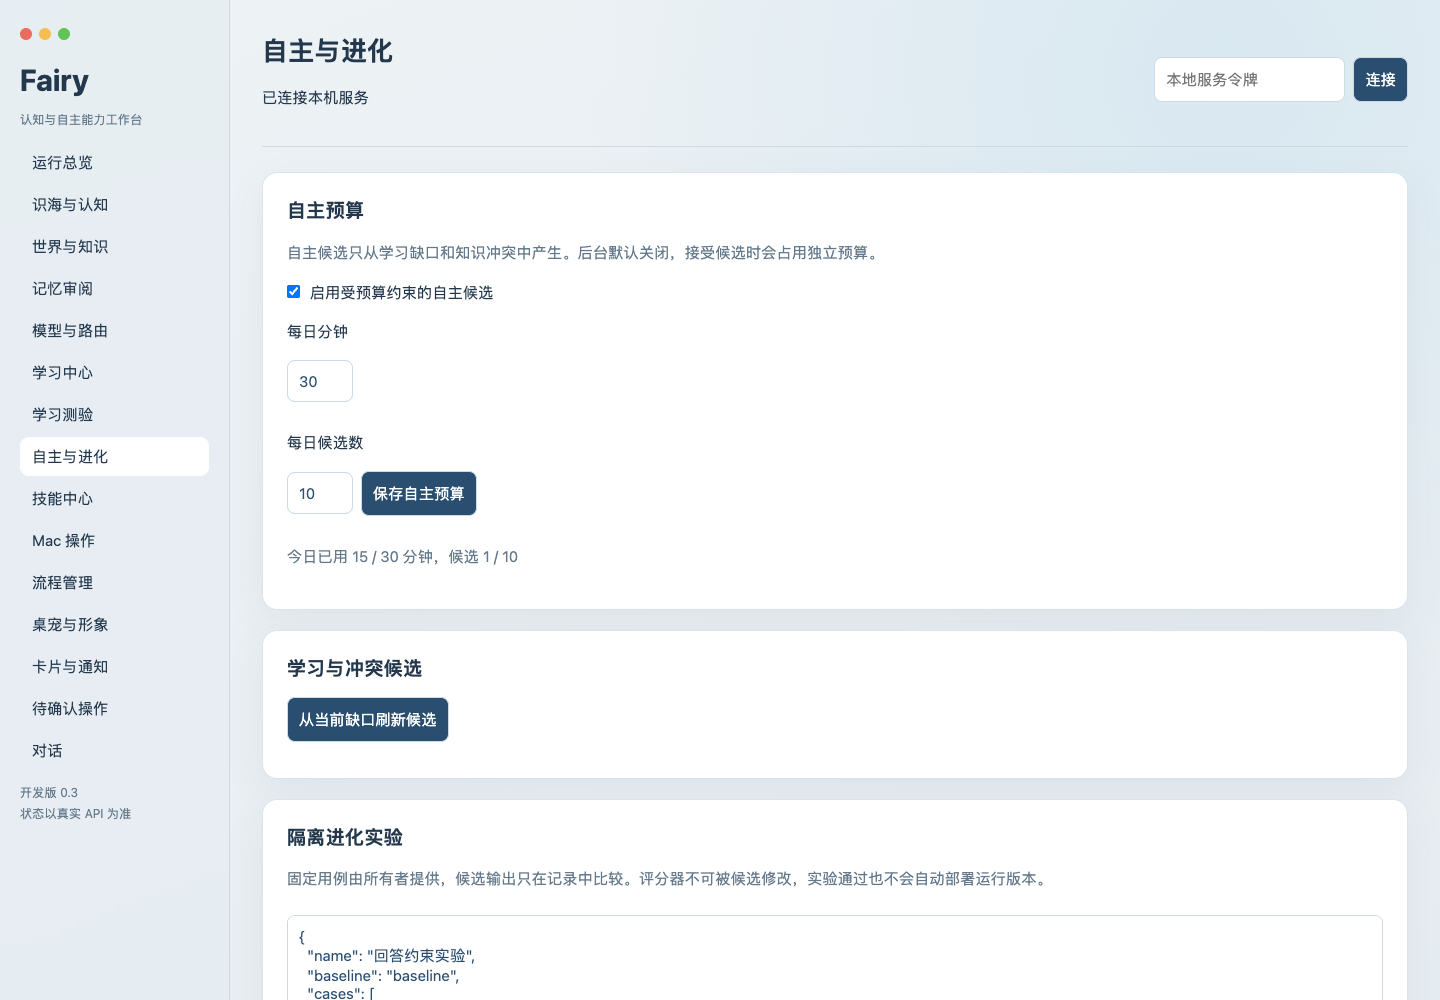 Fairy
认知与自主能力工作台
运行总览
识海与认知
世界与知识
记忆审阅
模型与路由
学习中心
学习测验
自主与进化
技能中心
Mac 操作
流程管理
桌宠与形象
卡片与通知
待确认操作
对话
开发版 0.3
状态以真实 API 为准
自主与进化
已连接本机服务
本地服务令牌
连接
自主预算
自主候选只从学习缺口和知识冲突中产生。后台默认关闭，接受候选时会占用独立预算。
启用受预算约束的自主候选
每日分钟
30
每日候选数
10
保存自主预算
今日已用 15 / 30 分钟，候选 1 / 10
学习与冲突候选
从当前缺口刷新候选
隔离进化实验
固定用例由所有者提供，候选输出只在记录中比较。评分器不可被候选修改，实验通过也不会自动部署运行版本。
{
"name": "回答约束实验",
"baseline": "baseline",
"cases": [